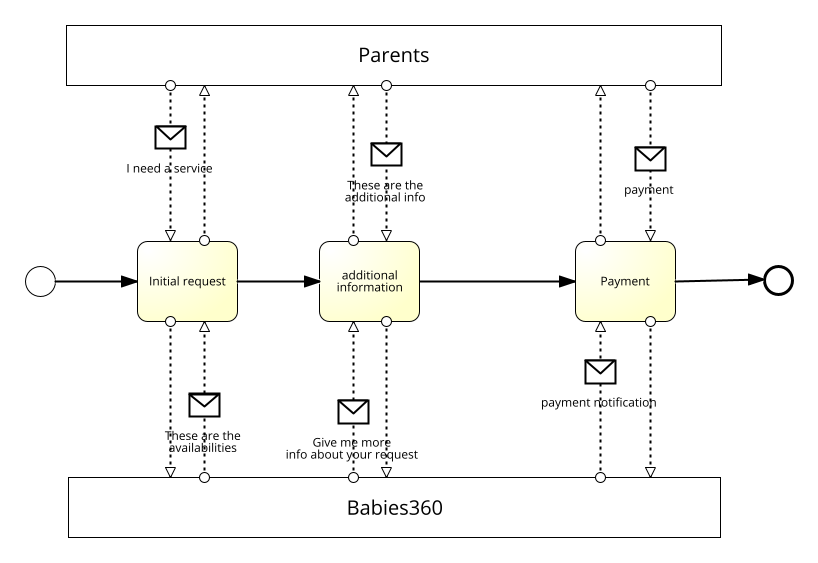 Parents
I need a service
These are the
additional info
payment
Initial request
additional
information
Payment
These are the
availabilities
Give me more
info about your request
payment notification
Babies360